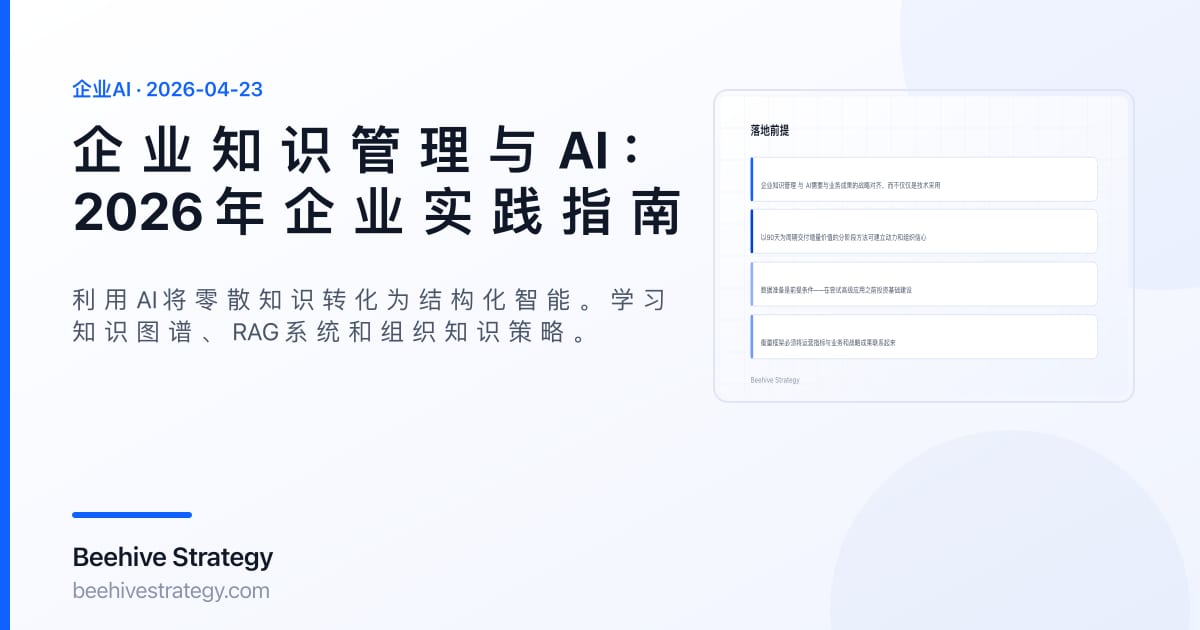 企业AI · 2026-04-23
企业知识管理与AI：
2026年企业实践指南
利用AI将零散知识转化为结构化智能。学习
知识图谱、RAG系统和组织知识策略。
落地前提
企业知识管理 与 AI需要与业务成果的战略对齐，而不仅仅是技术采用
以90天为周期交付增量价值的分阶段方法可建立动力和组织信心
数据准备是前提条件——在尝试高级应用之前投资基础建设
衡量框架必须将运营指标与业务和战略成果联系起来
Beehive Strategy
Beehive Strategy
beehivestrategy.com